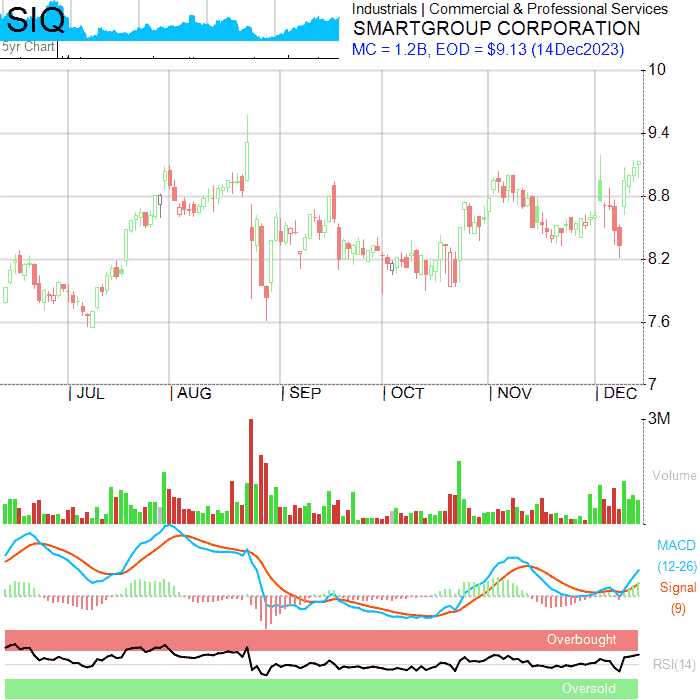 SIQ
5yr Chart
Industrials | Commercial & Professional Services
SMARTGROUP CORPORATION
MC = 1.2B, EOD = $9.13 (14Dec2023)
10
9.4
8.8
8.2
7.6
7
JUL
AUG
SEP
OCT
NOV
DEC
3M
Volume
MACD
(12-26)
Signal
(9)
Overbought
RSI(14)
Oversold